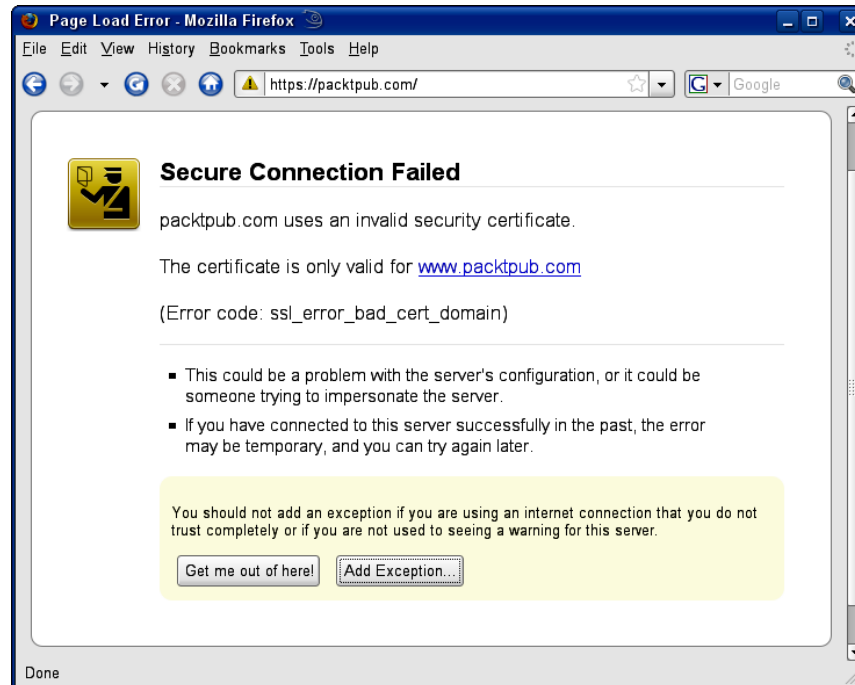 Page Load Error - Mozilla Firefox
File Edit View History Bookmarks Tools Help
https://packtpub.com/
G Google
Secure Connection Failed
packtpub.com uses an invalid security certificate.
The certificate is only valid for www.packtpub.com
(Error code: ssl_error_bad_cert_domain)
This could be a problem with the server's configuration, or it could be
someone trying to impersonate the server.
If you have connected to this server successfully in the past, the error
may be temporary, and you can try again later.
You should not add an exception if you are using an internet connection that you do not
trust completely or if you are not used to seeing a warning for this server.
Get me out of here! Add Exception...
Done